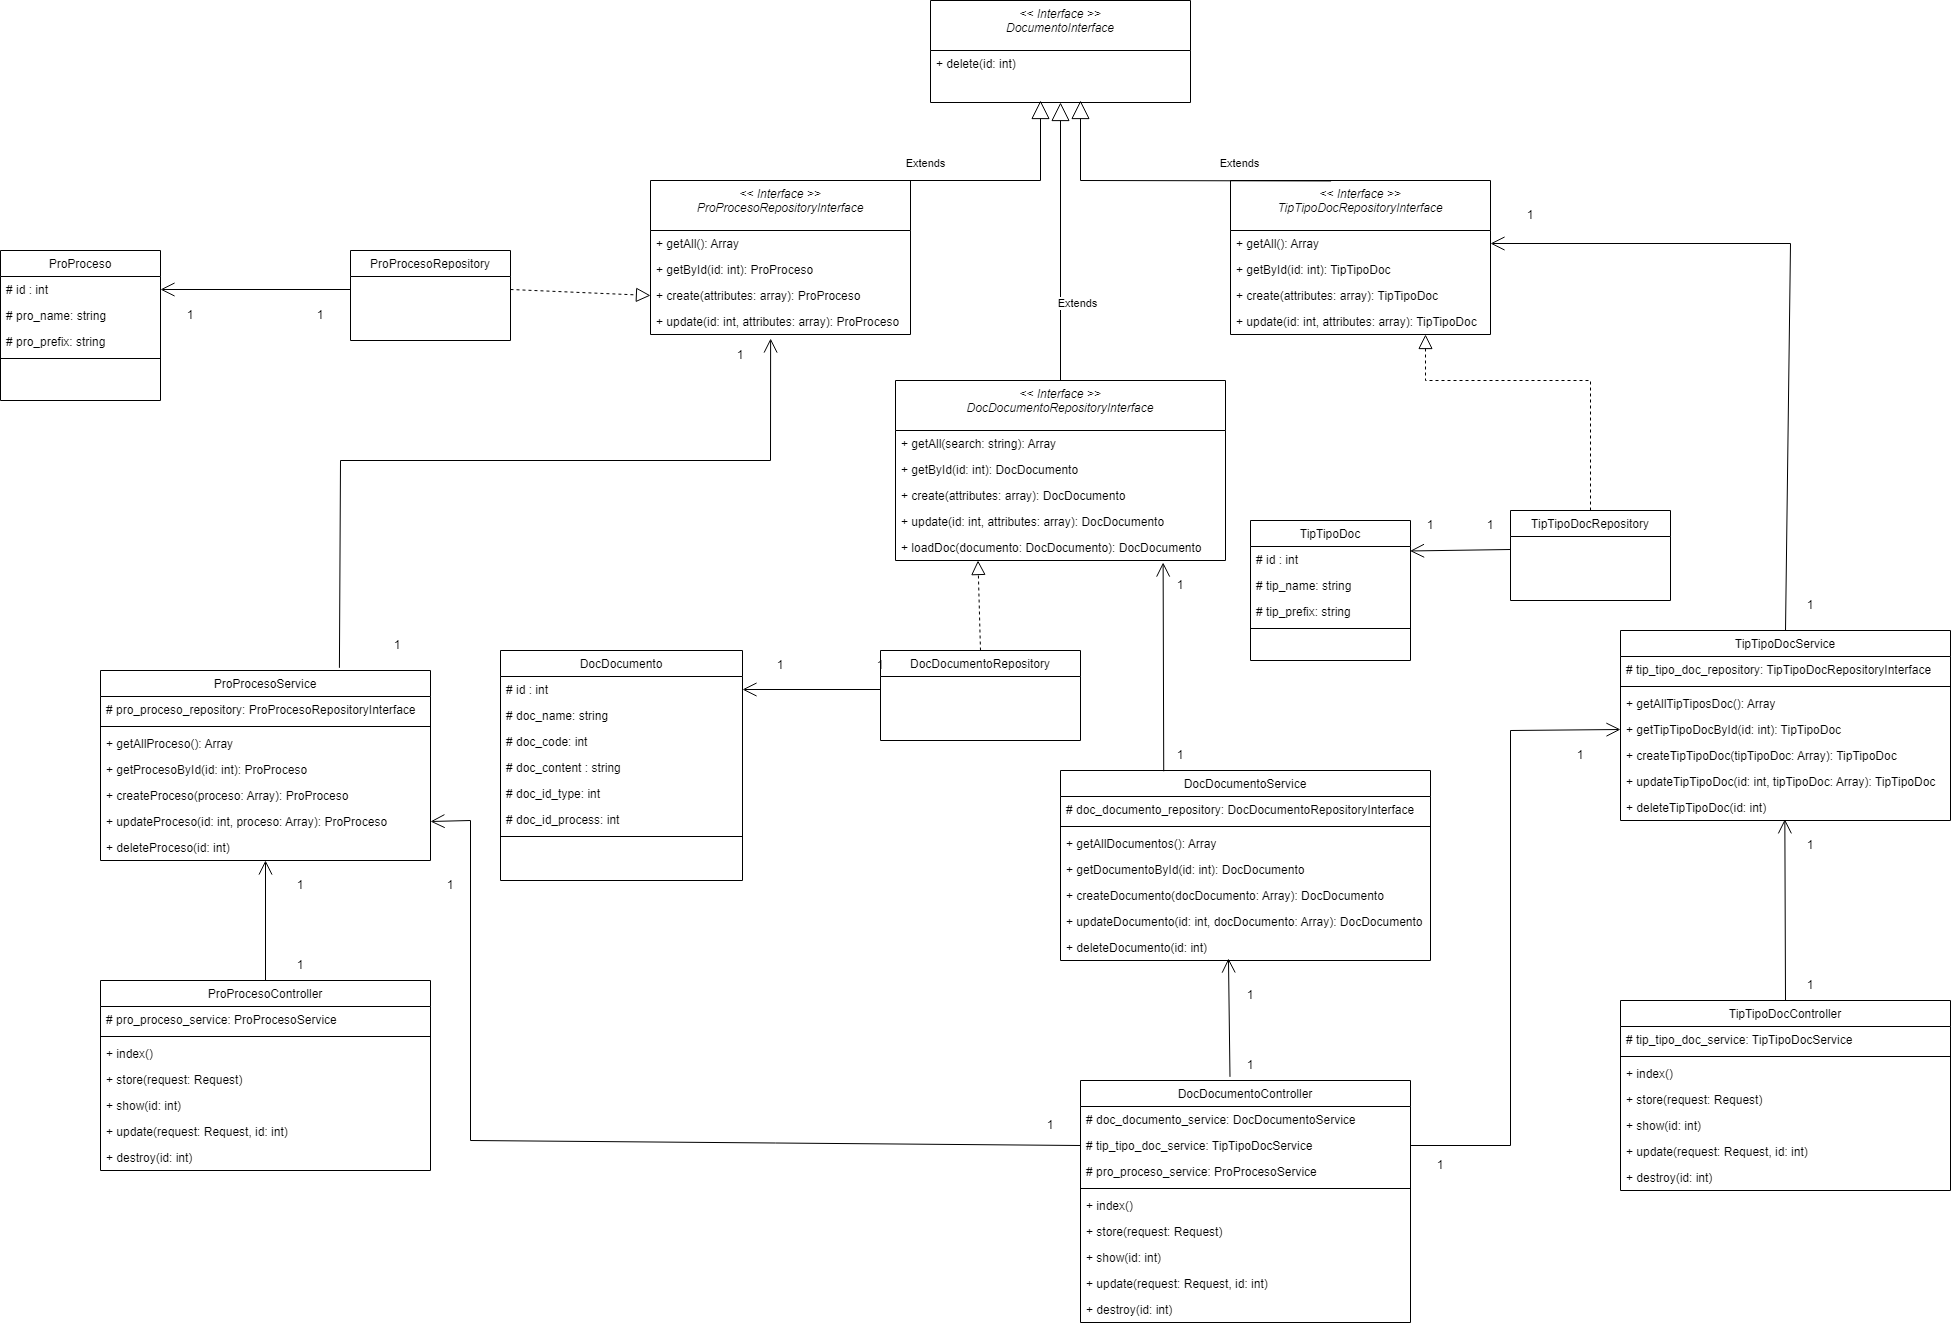 << Interface >>
DocumentoInterface
+ delete(id: int)
Extends
Extends
<< Interface >>
ProProcesoRepositoryInterface
+ getAll(): Array
+ getById(id: int): ProProceso
+ create(attributes: array): ProProceso
+ update(id: int, attributes: array): ProProceso
<< Interface >>
TipTipoDocRepositoryInterface
+ getAll(): Array
+ getById(id: int): TipTipoDoc
+ create(attributes: array): TipTipoDoc
+ update(id: int, attributes: array): TipTipoDoc
1
ProProceso
# id : int
# pro_name: string
# pro_prefix: string
1
1
ProProcesoRepository
Extends
1
<< Interface >>
DocDocumentoRepositoryInterface
+ getAll(search: string): Array
+ getById(id: int): DocDocumento
+ create(attributes: array): DocDocumento
+ update(id: int, attributes: array): DocDocumento
+ loadDoc(documento: DocDocumento): DocDocumento
TipTipoDoc
# id : int
# tip_name: string
# tip_prefix: string
1
1
TipTipoDocRepository
1
1
1
ProProcesoService
# pro_proceso_repository: ProProcesoRepositoryInterface
+ getAllProceso(): Array
+ getProcesoById(id: int): ProProceso
+ createProceso(proceso: Array): ProProceso
+ updateProceso(id: int, proceso: Array): ProProceso
+ deleteProceso(id: int)
DocDocumento
# id : int
# doc_name: string
# doc_code: int
# doc_content : string
# doc_id_type: int
# doc_id_process: int
1
1
DocDocumentoRepository
TipTipoDocService
# tip_tipo_doc_repository: TipTipoDocRepositoryInterface
+ getAllTipTiposDoc(): Array
+ getTipTipoDocById(id: int): TipTipoDoc
+ createTipTipoDoc(tipTipoDoc: Array): TipTipoDoc
+ updateTipTipoDoc(id: int, tipTipoDoc: Array): TipTipoDoc
+ deleteTipTipoDoc(id: int)
1
1
DocDocumentoService
# doc_documento_repository: DocDocumentoRepositoryInterface
+ getAllDocumentos(): Array
+ getDocumentoById(id: int): DocDocumento
+ createDocumento(docDocumento: Array): DocDocumento
+ updateDocumento(id: int, docDocumento: Array): DocDocumento
+ deleteDocumento(id: int)
1
1
1
1
1
1
1
ProProcesoController
# pro_proceso_service: ProProcesoService
+ index()
+ store(request: Request)
+ show(id: int)
+ update(request: Request, id: int)
+ destroy(id: int)
TipTipoDocController
# tip_tipo_doc_service: TipTipoDocService
+ index()
+ store(request: Request)
+ show(id: int)
+ update(request: Request, id: int)
+ destroy(id: int)
1
1
DocDocumentoController
# doc_documento_service: DocDocumentoService
# tip_tipo_doc_service: TipTipoDocService
# pro_proceso_service: ProProcesoService
+ index()
+ store(request: Request)
+ show(id: int)
+ update(request: Request, id: int)
+ destroy(id: int)